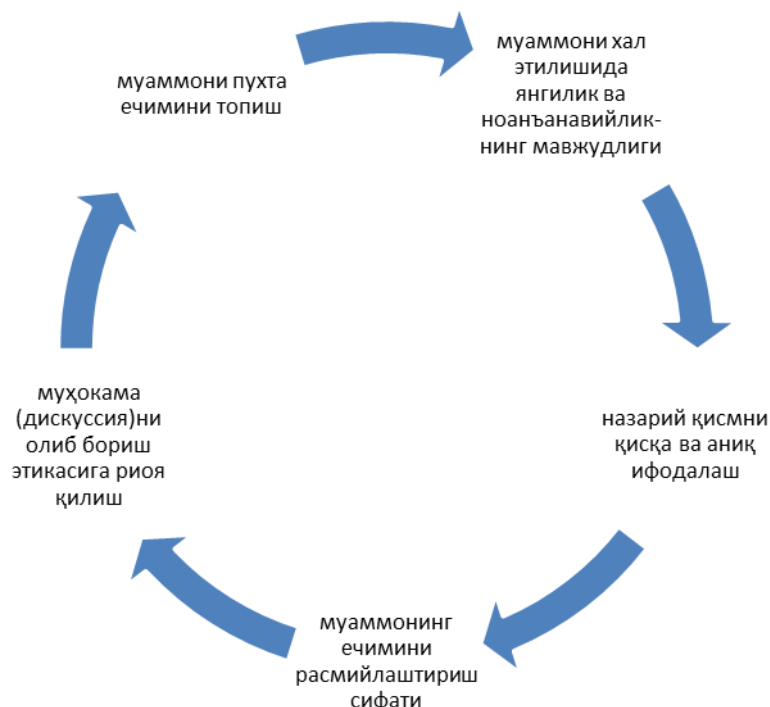 муаммони пухта
ечимини топиш
муаммони хал
этилишида
янгилик ва
ноанъанавийлик-
нинг мавжудлиги
назарий қисмни
қисқа ва аниқ
ифодалаш
муаммонинг
ечимини
расмийлаштириш
сифати
муҳокама
(дискуссия)ни
олиб бориш
этикасига риоя
қилиш